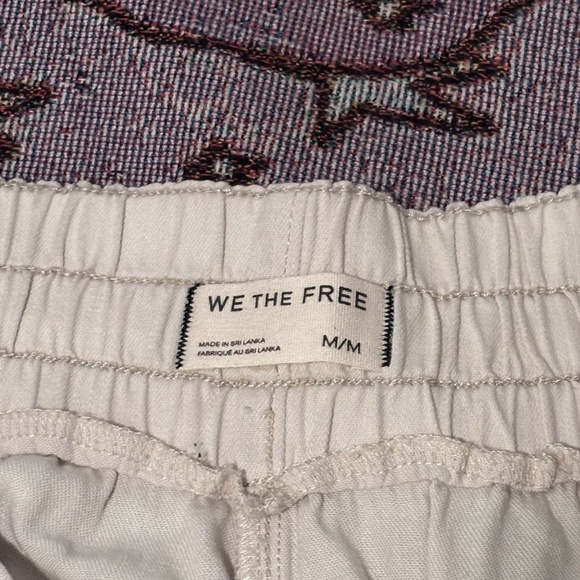 WE THE FREE
MADE IN SRI LANKA
FABRIQUÉ AU SRI LANKA
M/M